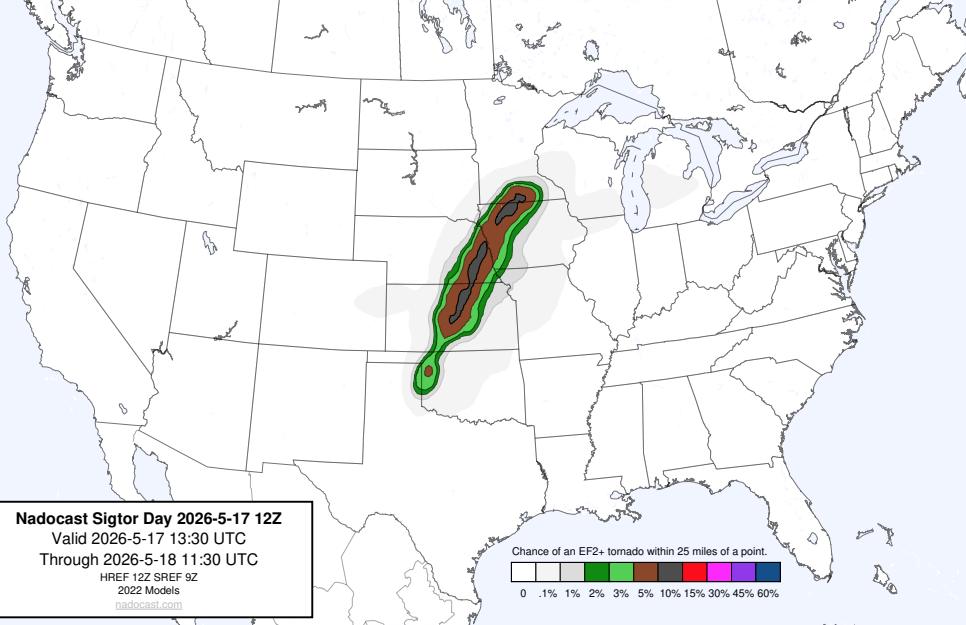 Nadocast Sigtor Day 2026-5-17 12Z
Valid 2026-5-17 13:30 UTC
Through 2026-5-18 11:30 UTC
HREF 12Z SREF 9Z
2022 Models
nadocast.com
Chance of an EF2+ tornado within 25 miles of a point.
0 .1% 1% 2% 3% 5% 10% 15% 30% 45% 60%